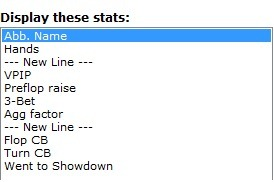 Display these stats:
Abb. Name
Hands
--- New Line ---
VPIP
Preflop raise
3-Bet
Agg factor
--- New Line ---
Flop CB
Turn CB
Went to Showdown